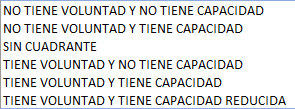 NO TIENE VOLUNTAD Y NO TIENE CAPACIDAD
NO TIENE VOLUNTAD Y TIENE CAPACIDAD
SIN CUADRANTE
TIENE VOLUNTAD Y NO TIENE CAPACIDAD
TIENE VOLUNTAD Y TIENE CAPACIDAD
TIENE VOLUNTAD Y TIENE CAPACIDAD REDUCIDA